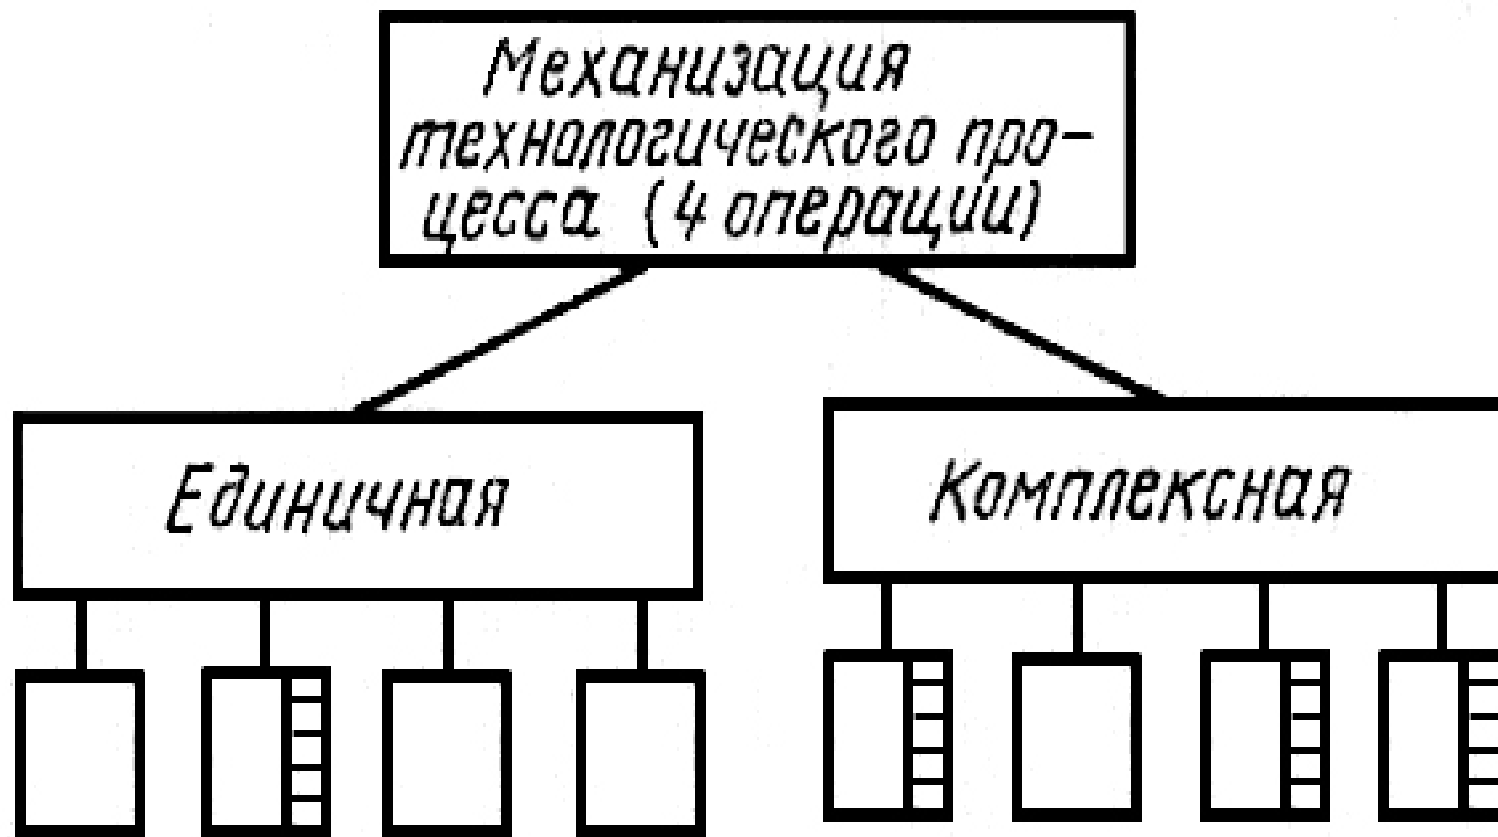 Механизация
технологического про-
цесса (4 операции)
Единичная
Комплексная